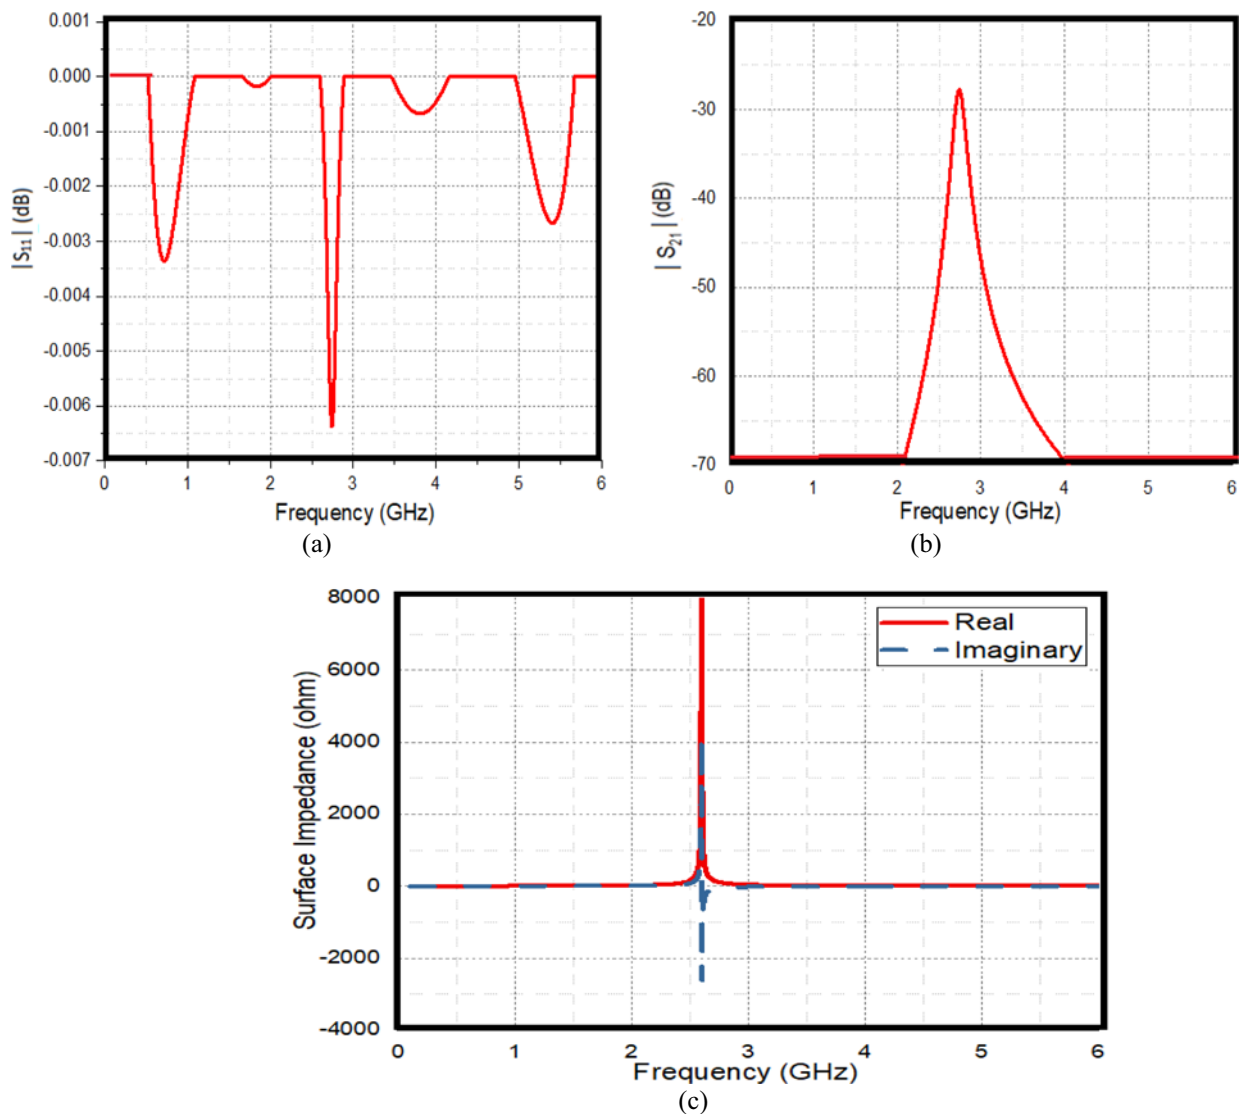 0.001
0.000
-0.001
-0.002
-0.003
-0.004
-0.005
-0.006
-0.007
|S11| (dB)
0 1 2 3 4 5 6
Frequency (GHz)
(a)
-20
-30
-40
-50
-60
-70
|S21| (dB)
0 1 2 3 4 5 6
Frequency (GHz)
(b)
8000
6000
4000
2000
0
-2000
-4000
Surface Impedance (ohm)
Real
Imaginary
0 1 2 3 4 5 6
Frequency (GHz)
(c)